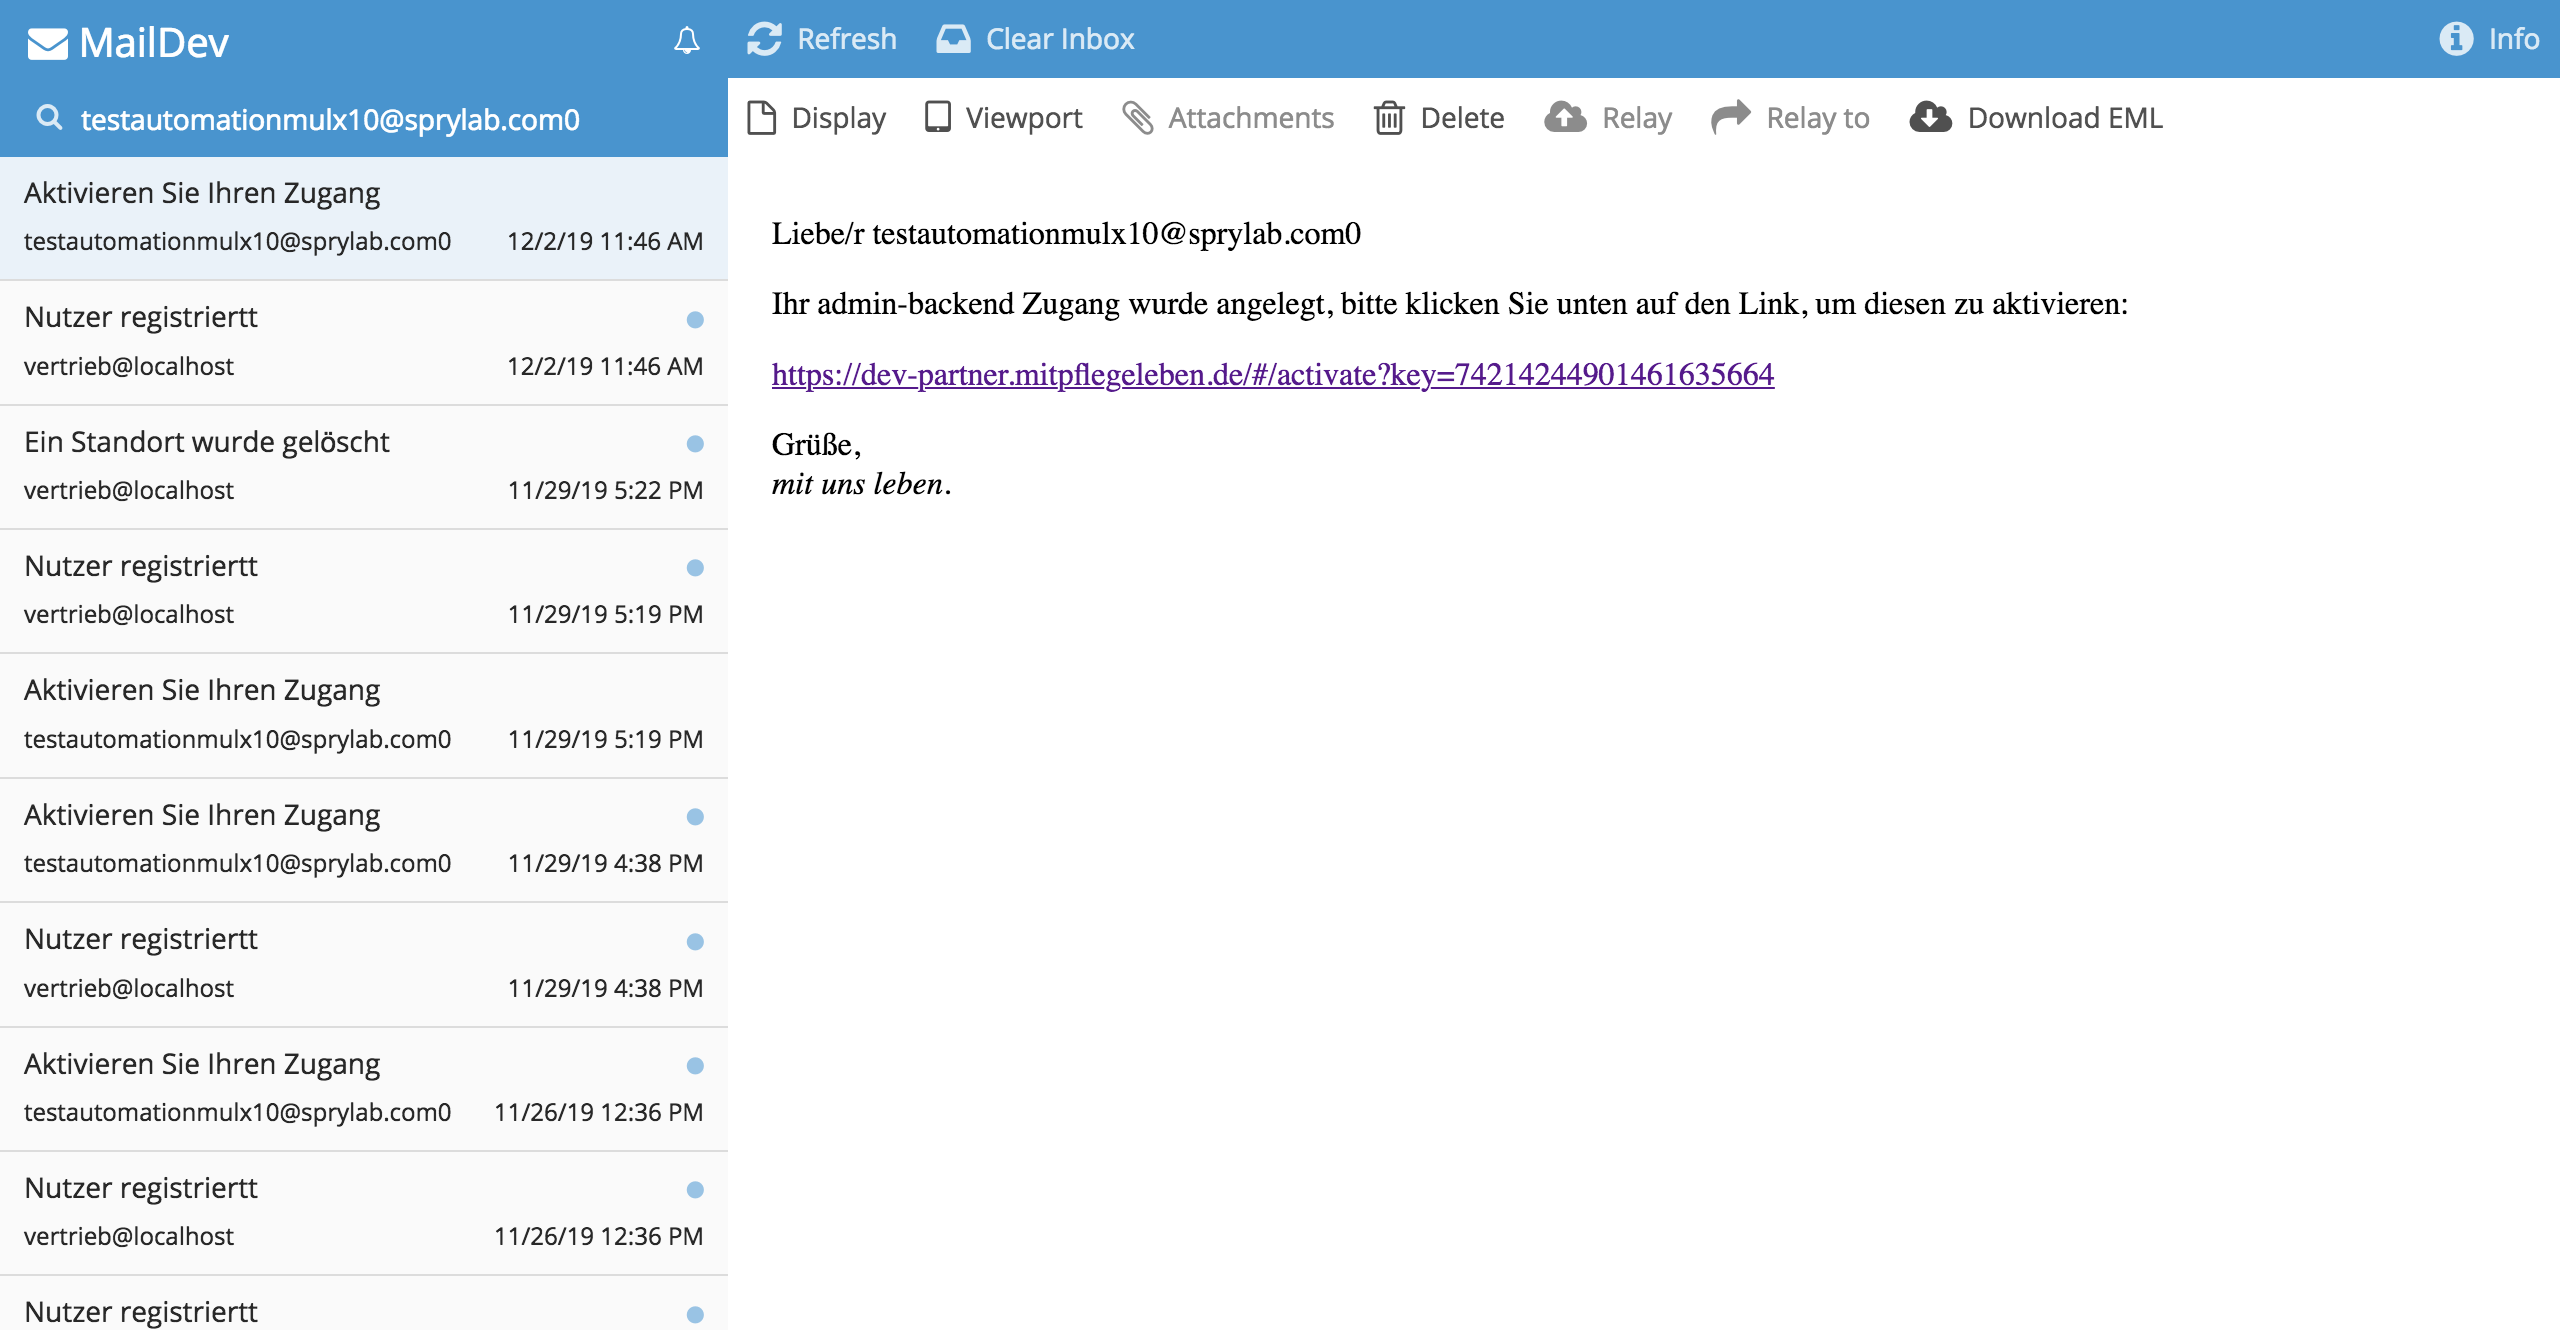 MailDev
testautomationmulx10@sprylab.com0
Aktivieren Sie Ihren Zugang
testautomationmulx10@sprylab.com0 12/2/19 11:46 AM
Nutzer registriertt
vertrieb@localhost 12/2/19 11:46 AM
Ein Standort wurde gelöscht
vertrieb@localhost 11/29/19 5:22 PM
Nutzer registriertt
vertrieb@localhost 11/29/19 5:19 PM
Aktivieren Sie Ihren Zugang
testautomationmulx10@sprylab.com0 11/29/19 5:19 PM
Aktivieren Sie Ihren Zugang
testautomationmulx10@sprylab.com0 11/29/19 4:38 PM
Nutzer registriertt
vertrieb@localhost 11/29/19 4:38 PM
Aktivieren Sie Ihren Zugang
testautomationmulx10@sprylab.com0 11/26/19 12:36 PM
Nutzer registriertt
vertrieb@localhost 11/26/19 12:36 PM
Nutzer registriertt
Refresh Clear Inbox Info
Display Viewport Attachments Delete Relay Relay to Download EML
Liebe/r testautomationmulx10@sprylab.com0
Ihr admin-backend Zugang wurde angelegt, bitte klicken Sie unten auf den Link, um diesen zu aktivieren:
https://dev-partner.mitpflegeleben.de/#/activate?key=74214244901461635664
Grüße,
mit uns leben.